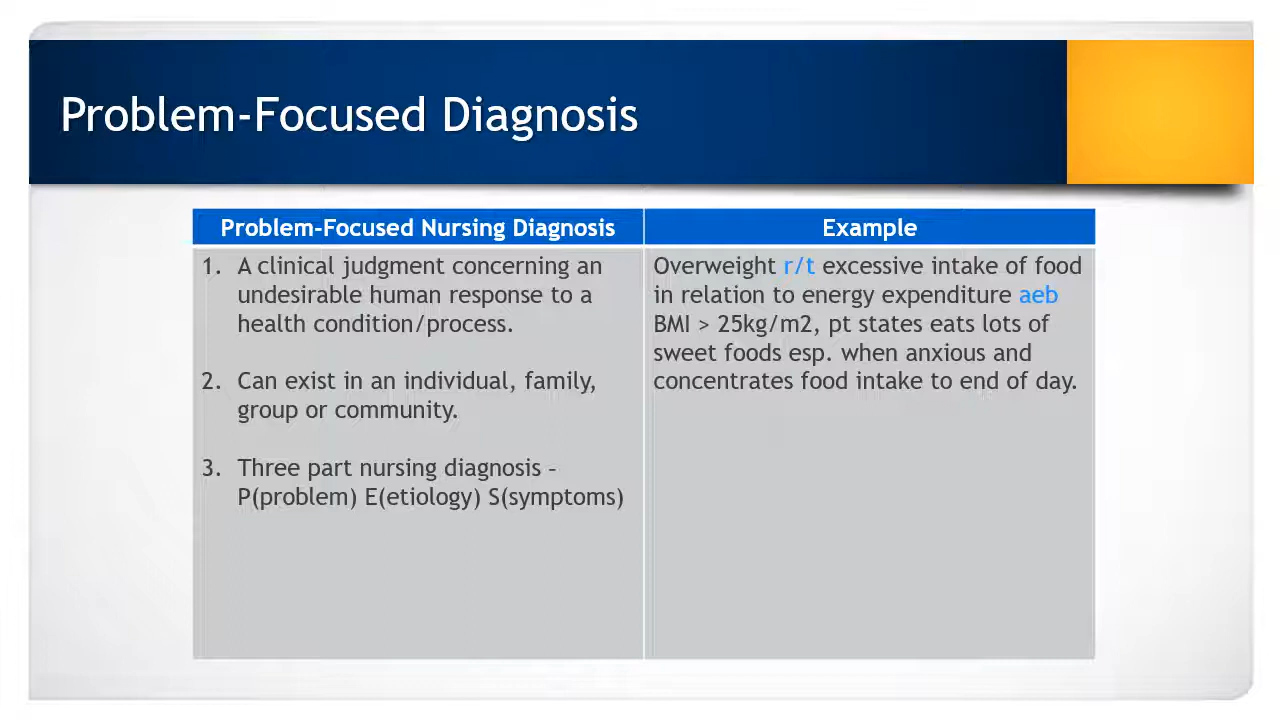 Problem-Focused Diagnosis
Problem-Focused Nursing Diagnosis
Example
1. A clinical judgment concerning an
undesirable human response to a
health condition/process.
2. Can exist in an individual, family,
group or community.
3. Three part nursing diagnosis –
P(problem) E(etiology) S(symptoms)
Overweight r/t excessive intake of food
in relation to energy expenditure aeb
BMI > 25kg/m2, pt states eats lots of
sweet foods esp. when anxious and
concentrates food intake to end of day.